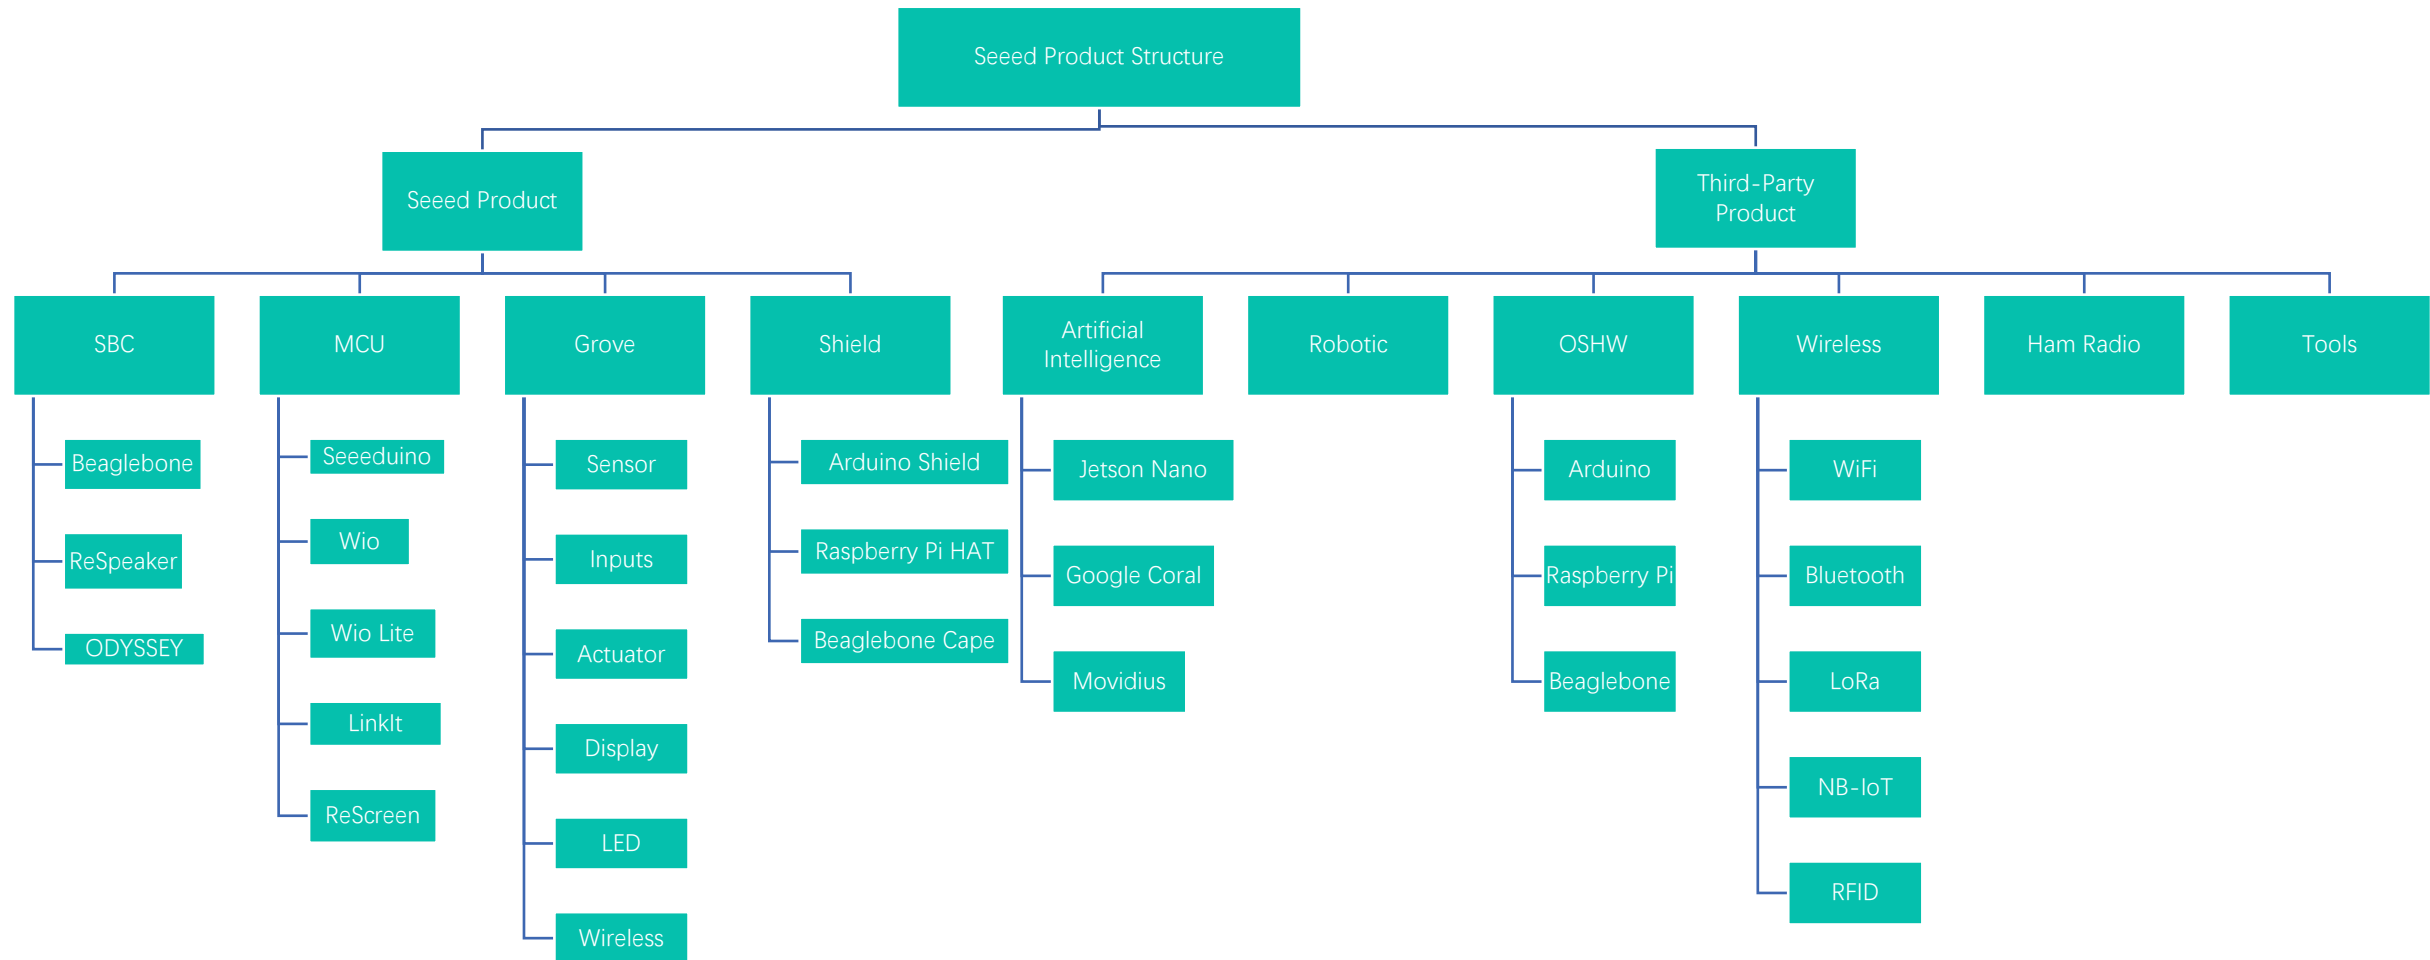 Seeed Product Structure
Seeed Product
Third-Party
Product
SBC
MCU
Grove
Shield
Artificial
Intelligence
Robotic
OSHW
Wireless
Ham Radio
Tools
Beaglebone
ReSpeaker
ODYSSEY
Seeeduino
Wio
Wio Lite
LinkIt
ReScreen
Sensor
Inputs
Actuator
Display
LED
Wireless
Arduino Shield
Raspberry Pi HAT
Beaglebone Cape
Jetson Nano
Google Coral
Movidius
Arduino
Raspberry Pi
Beaglebone
WiFi
Bluetooth
LoRa
NB-IoT
RFID